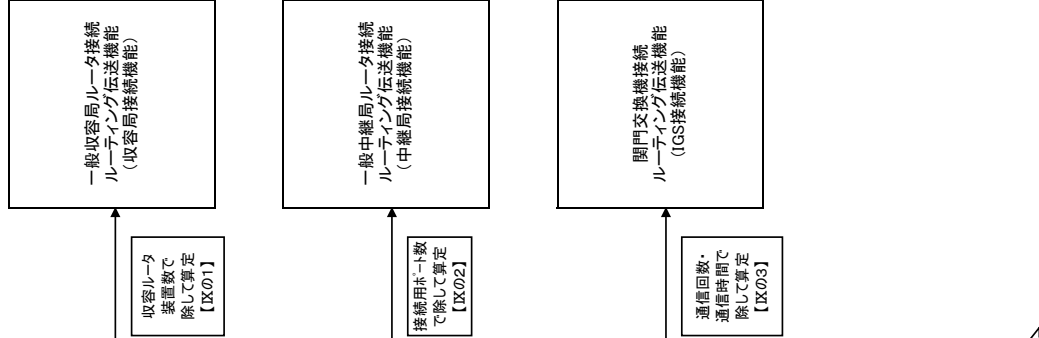 一般収容局ルータ接続
ルーティング伝送機能
(収容局接続機能)
収容ルータ
装置数で
除して算定
【Ⅸの1】
一般中継局ルータ接続
ルーティング伝送機能
(中継局接続機能)
接続用ポート数
で除して算定
【Ⅸの2】
関門交換機接続
ルーティング伝送機能
(IGS接続機能)
通信回数・
通信時間で
除して算定
【Ⅸの3】